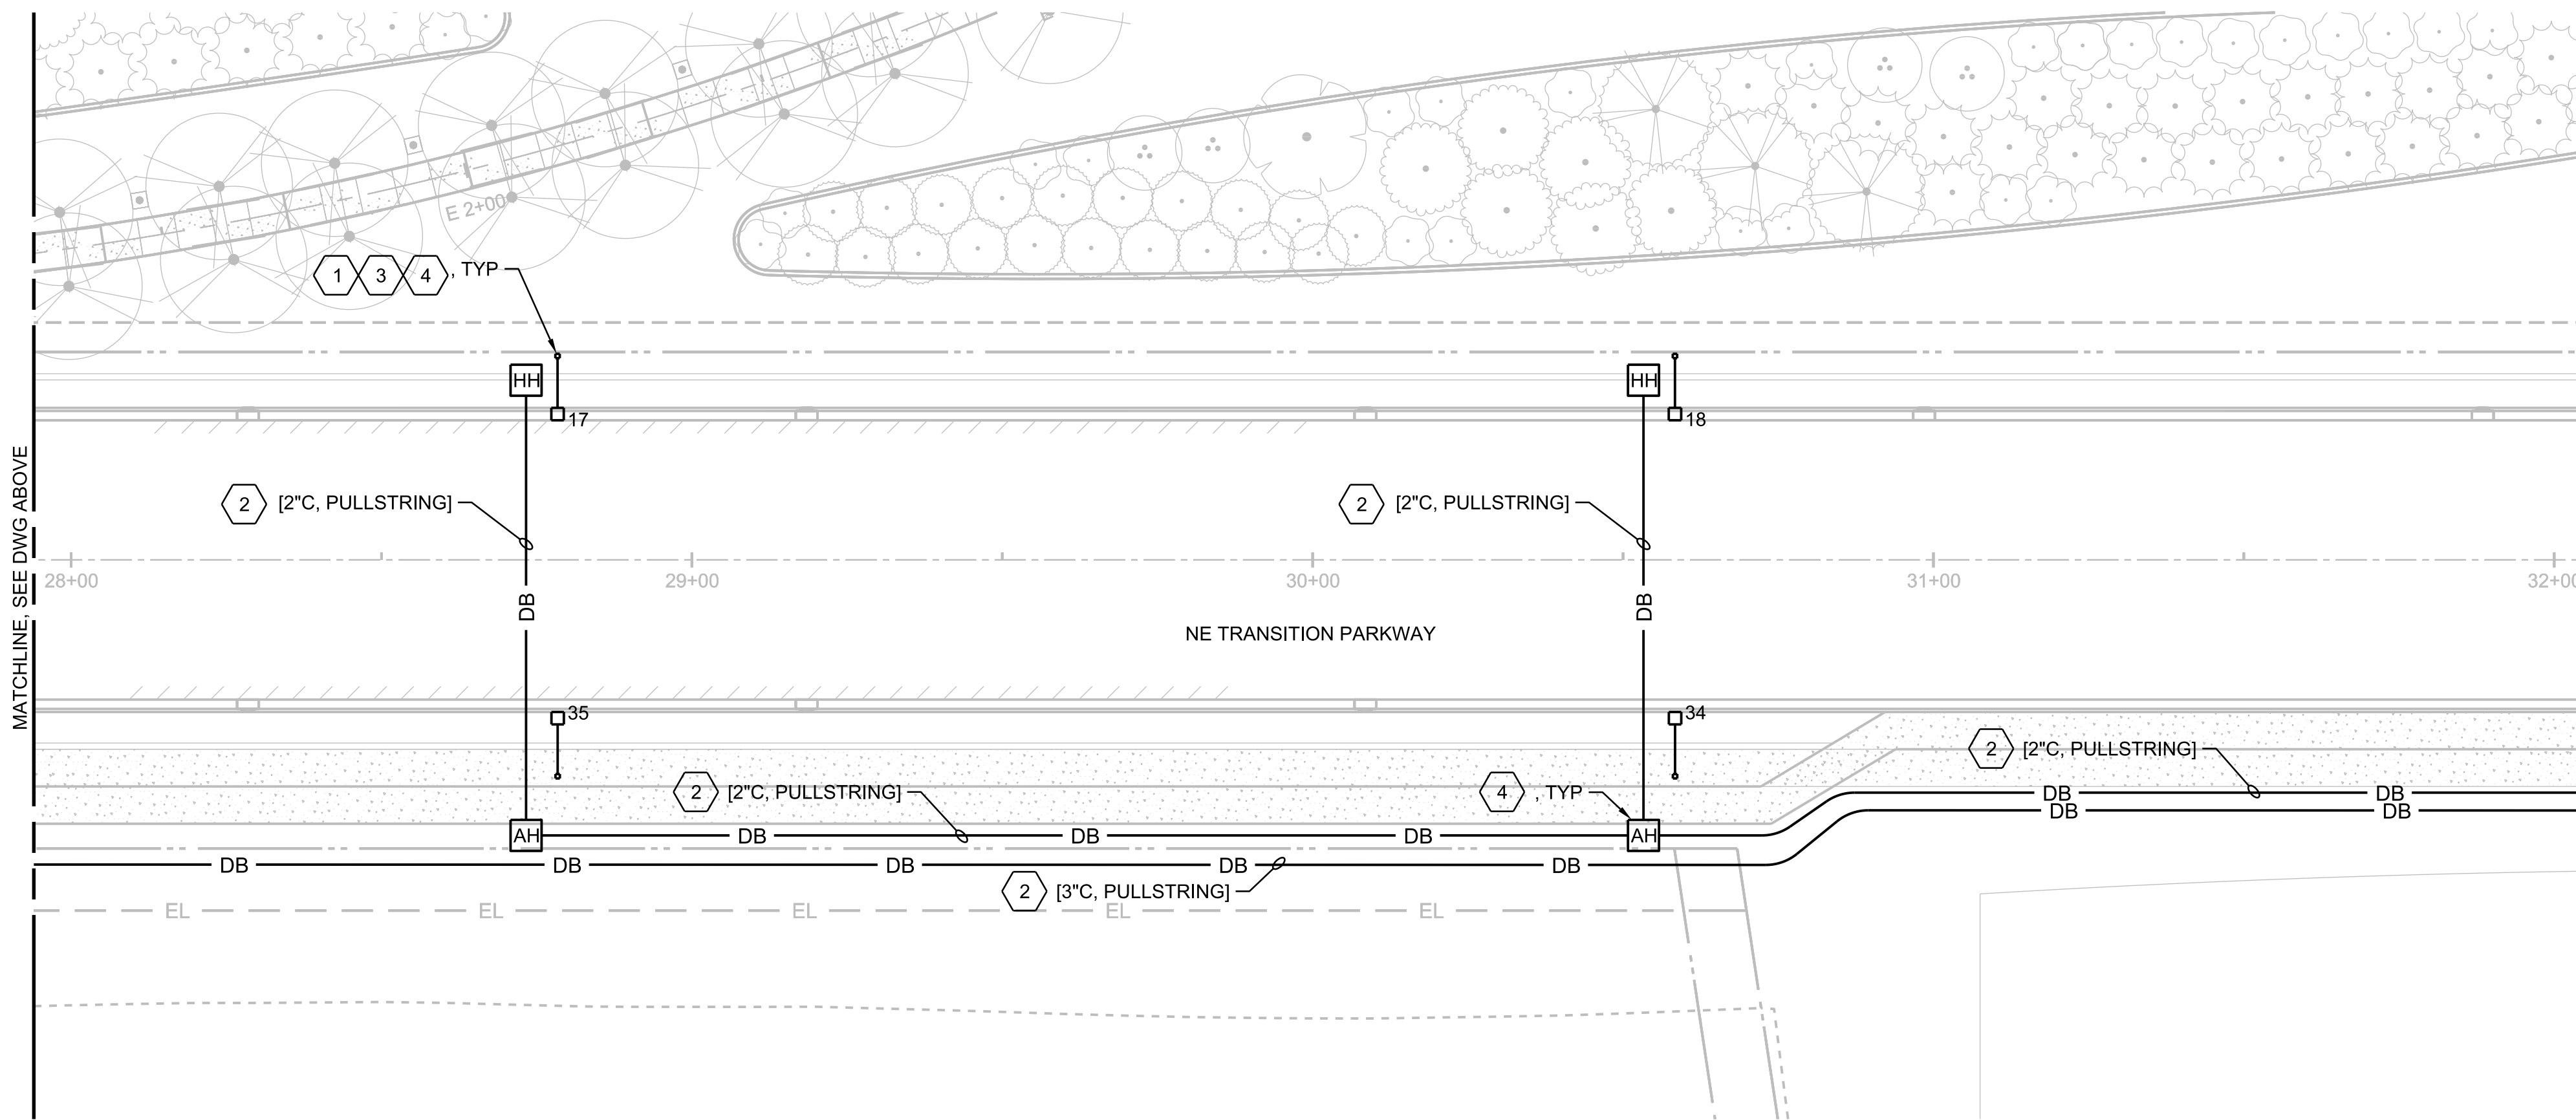 E 2+00
1 3 4 , TYP
HH
HH
17
18
MATCHLINE, SEE DWG ABOVE
2 [2"C, PULLSTRING]
2 [2"C, PULLSTRING]
28+00
29+00
30+00
31+00
32+00
DB
DB
NE TRANSITION PARKWAY
35
34
2 [2"C, PULLSTRING]
2 [2"C, PULLSTRING]
4 , TYP
DB
DB
DB
DB
AH
DB
DB
DB
AH
DB
DB
DB
DB
DB
2 [3"C, PULLSTRING]
EL
EL
EL
EL
EL